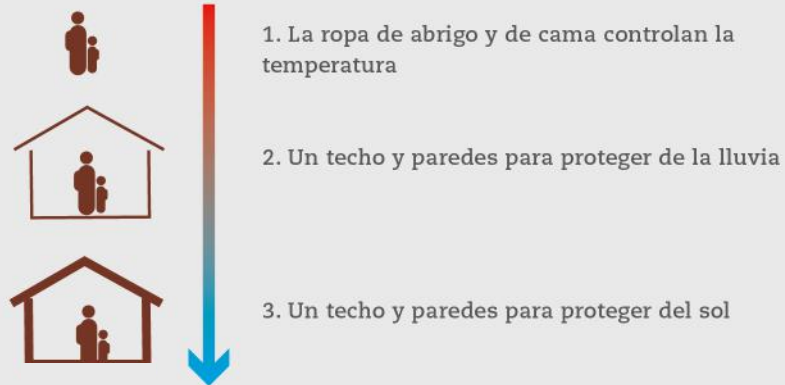 1. La ropa de abrigo y de cama controlan la
temperatura
2. Un techo y paredes para proteger de la lluvia
3. Un techo y paredes para proteger del sol